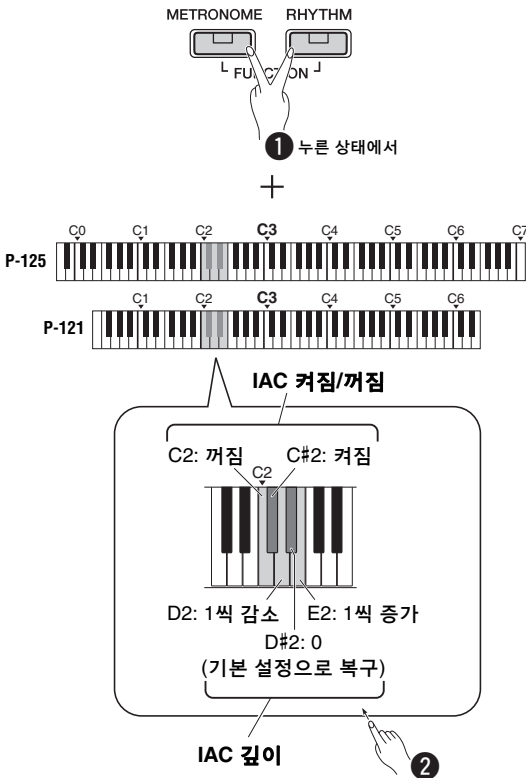 METRONOME RHYTHM
FUNCTION
1 누른 상태에서
+
C0 C1 C2 C3 C4 C5 C6 C7
P-125
C1 C2 C3 C4 C5 C6
P-121
IAC 켜짐/꺼짐
C2: 꺼짐 C#2: 켜짐
C2
D2: 1씩 감소 E2: 1씩 증가
D#2: 0
(기본 설정으로 복구)
IAC 깊이
2